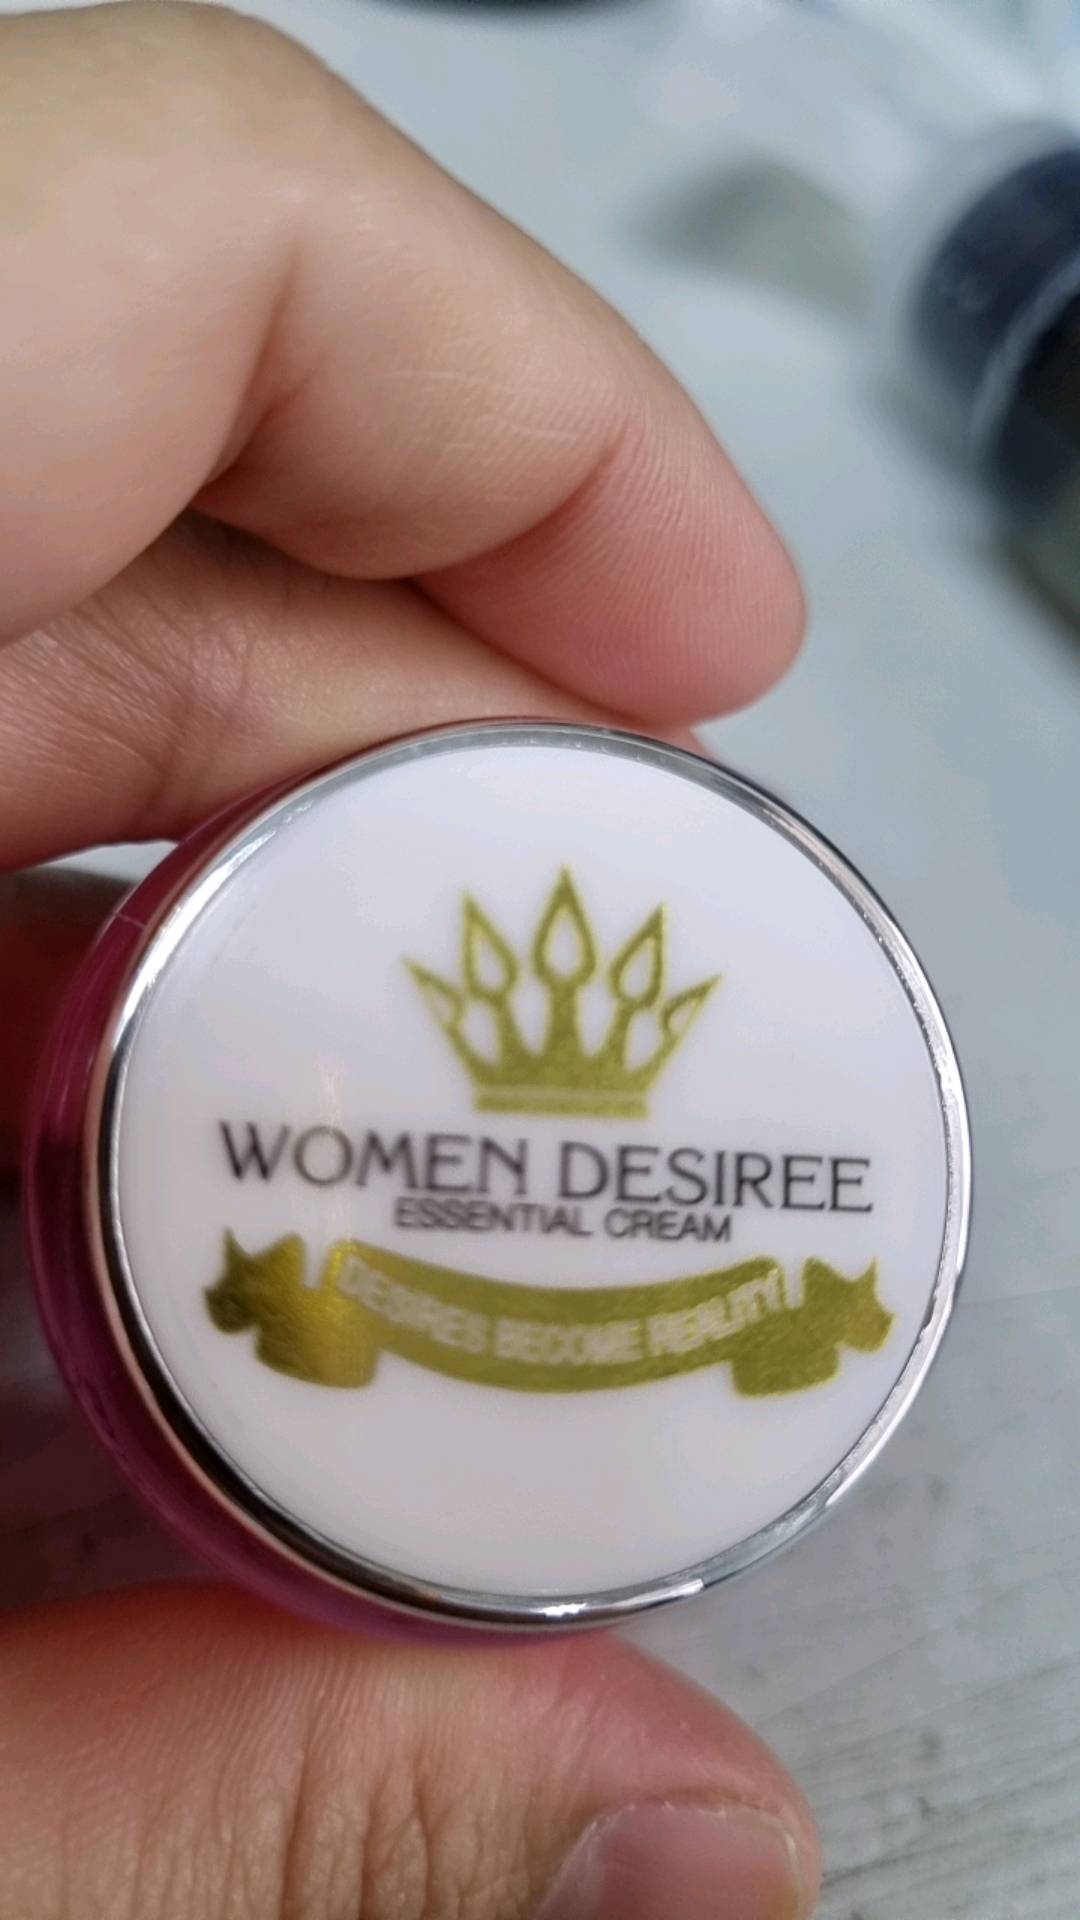 WOMEN DESIREE
ESSENTIAL CREAM
DESIRES BECOME REALITY!